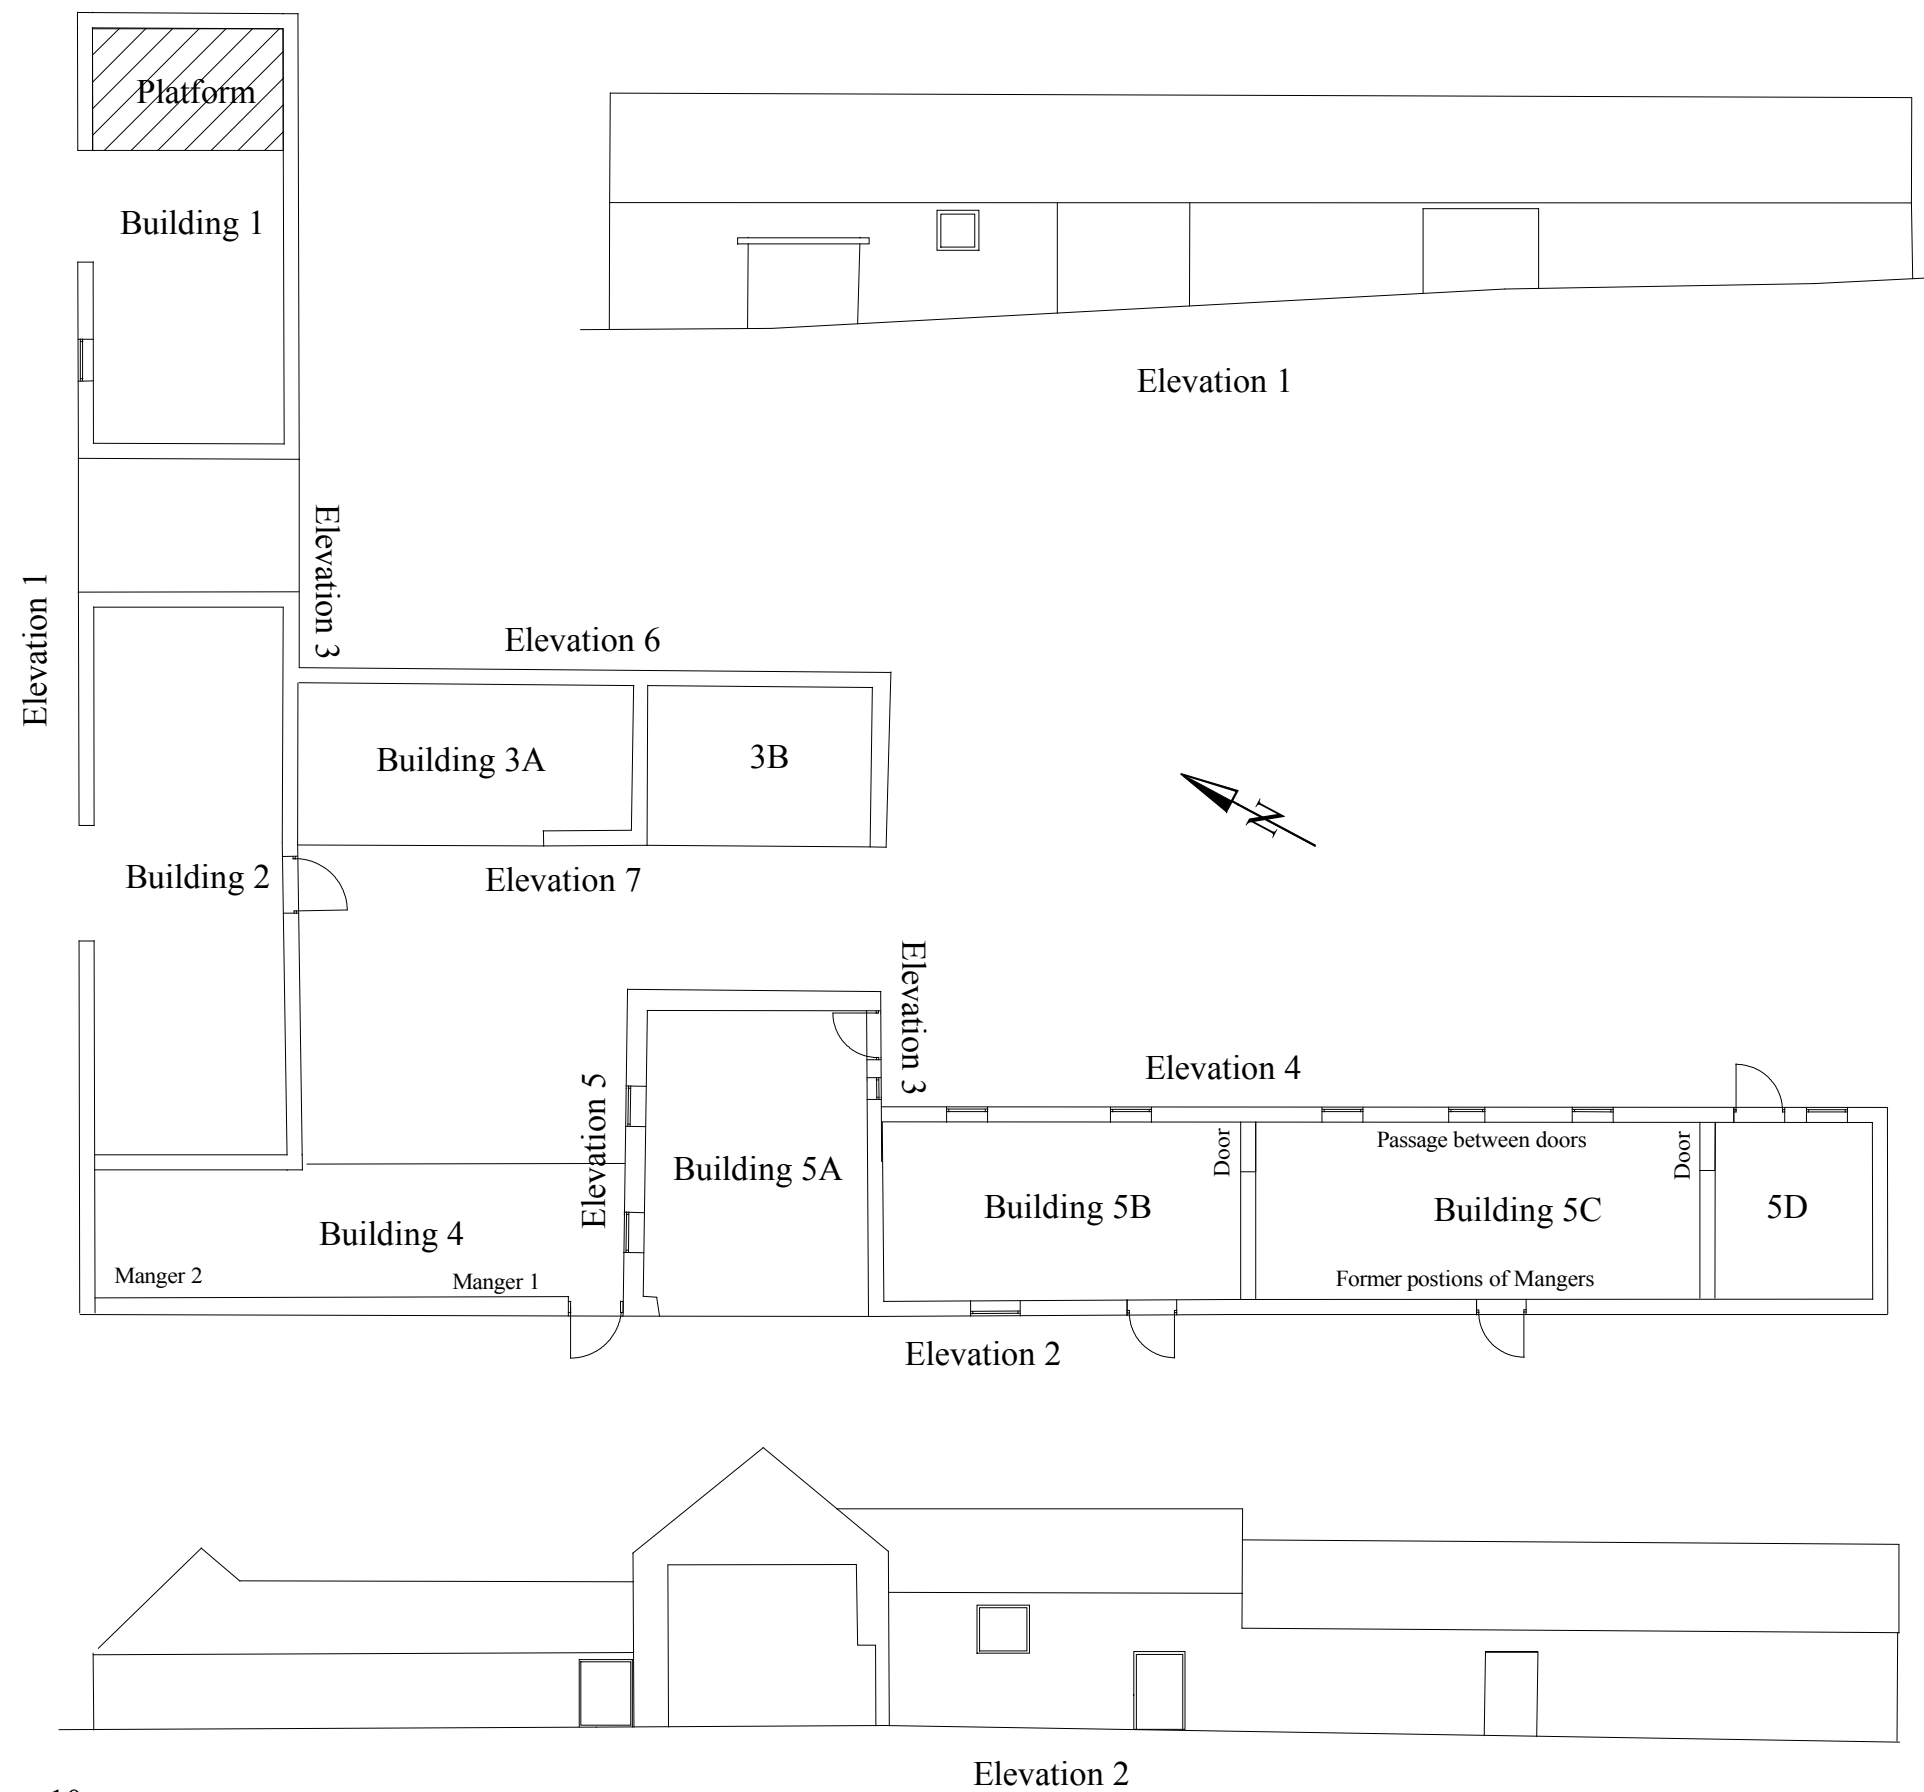 Platform
Building 1
Elevation 1
Elevation 3
Elevation 1
Elevation 6
Building 3A
3B
N
Building 2
Elevation 7
Elevation 3
Elevation 4
Elevation 5
Building 5A
Door
Passage between doors
Door
Building 5B
Building 5C
5D
Building 4
Manger 2
Manger 1
Former postions of Mangers
Elevation 2
Elevation 2